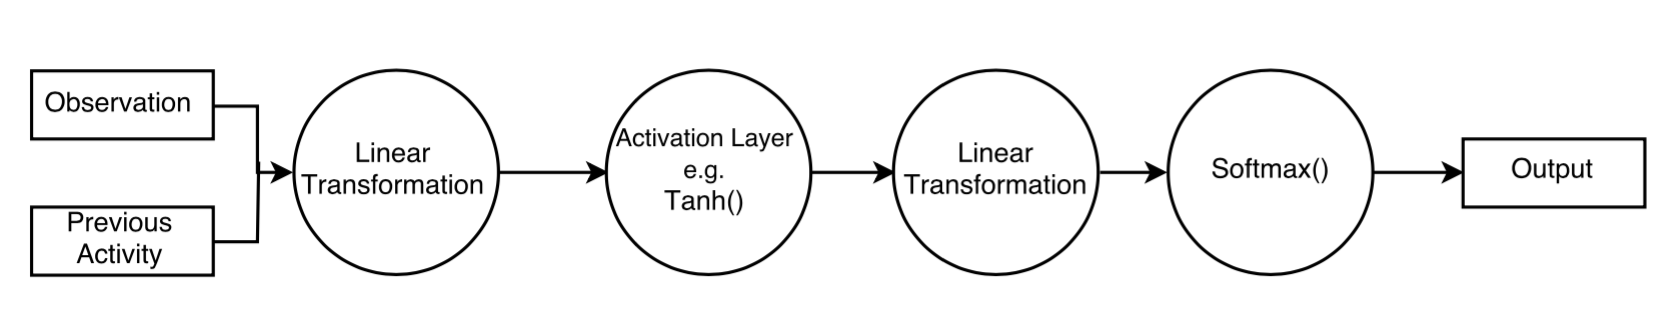 Observation
Previous
Activity
Linear
Transformation
Activation Layer
e.g.
Tanh()
Linear
Transformation
Softmax()
Output